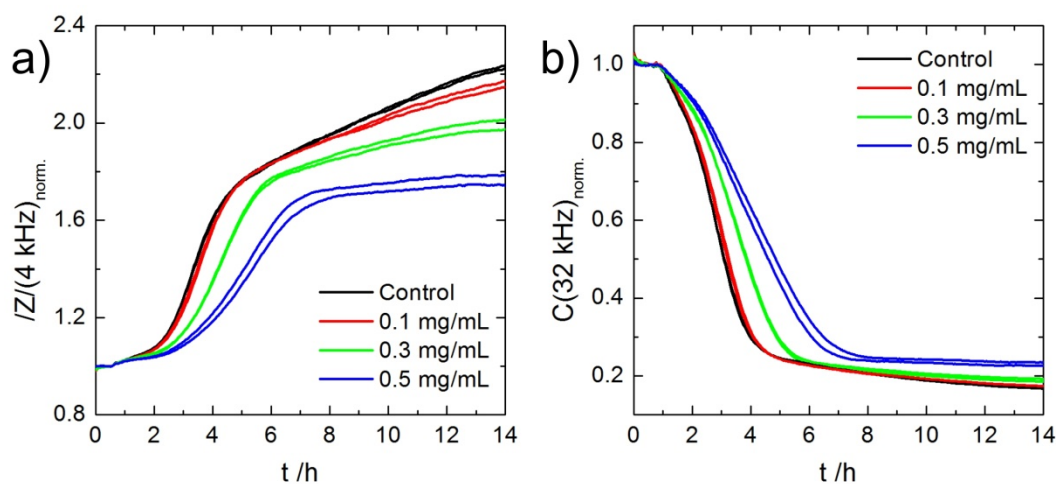 a)
/Z/(4 kHz)norm.
2.4
2.0
1.6
1.2
0.8
Control
0.1 mg/mL
0.3 mg/mL
0.5 mg/mL
0 2 4 6 8 10 12 14
t /h
b)
C(32 kHz)norm.
1.0
0.8
0.6
0.4
0.2
Control
0.1 mg/mL
0.3 mg/mL
0.5 mg/mL
0 2 4 6 8 10 12 14
t /h